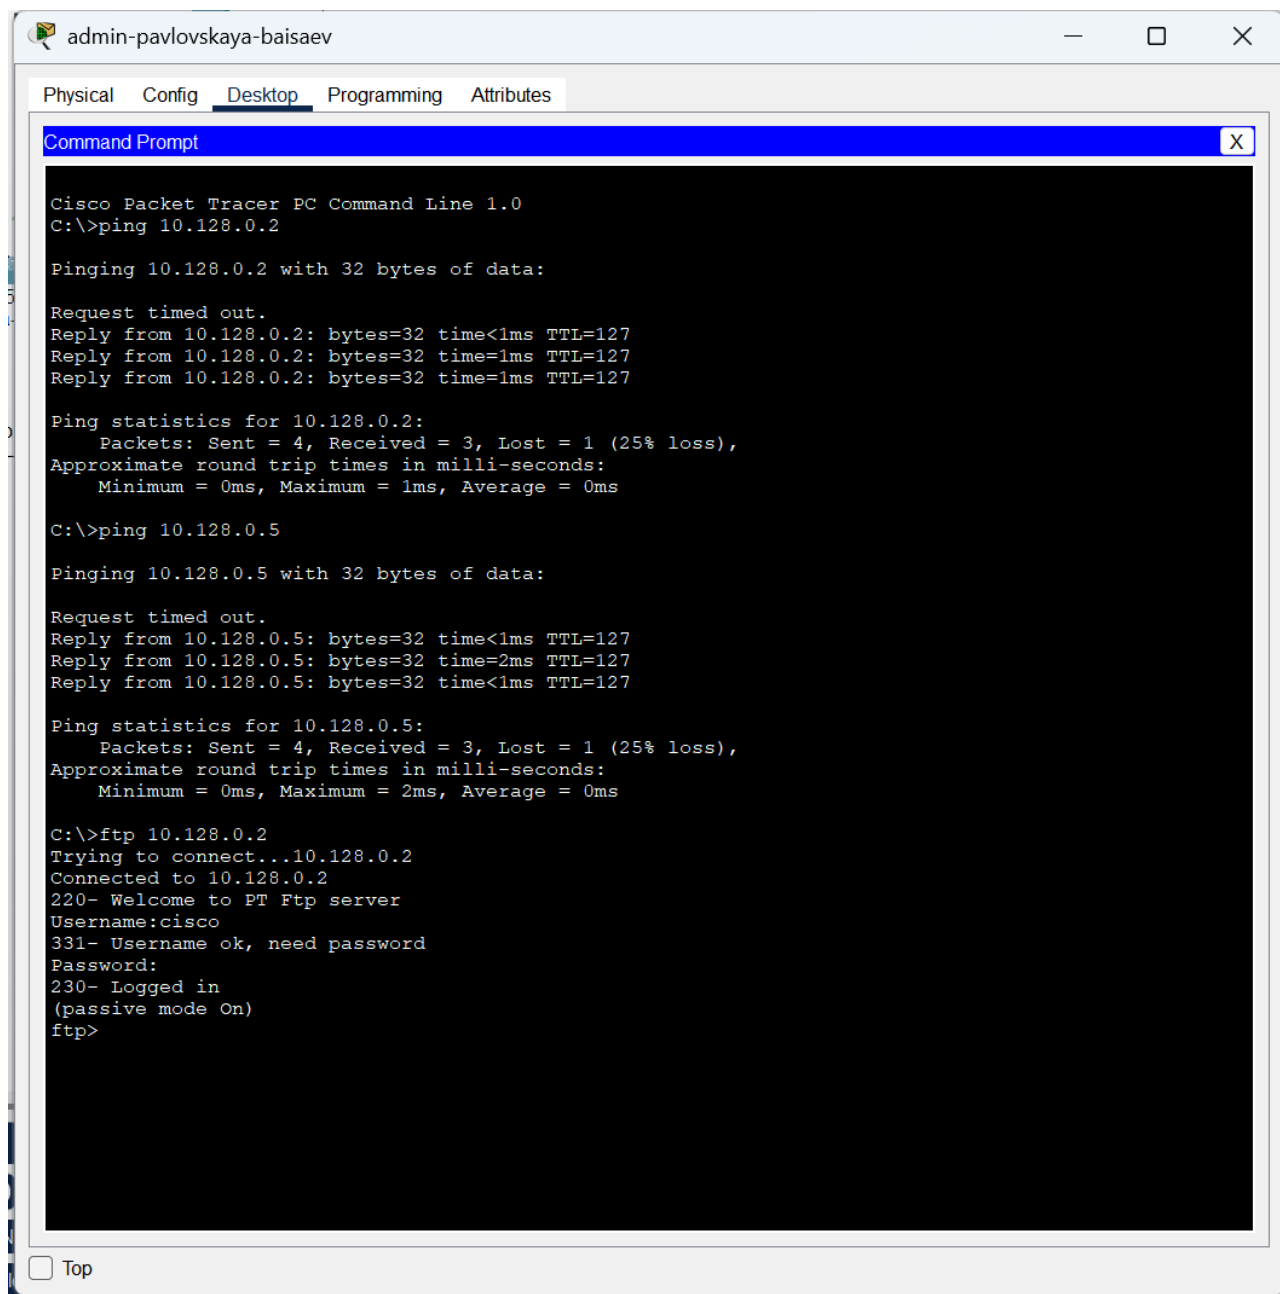 admin-pavlovskaya-baisaev
Physical Config Desktop Programming Attributes
Command Prompt X
Cisco Packet Tracer PC Command Line 1.0
C:\>ping 10.128.0.2
Pinging 10.128.0.2 with 32 bytes of data:
Request timed out.
Reply from 10.128.0.2: bytes=32 time<1ms TTL=127
Reply from 10.128.0.2: bytes=32 time=1ms TTL=127
Reply from 10.128.0.2: bytes=32 time=1ms TTL=127
Ping statistics for 10.128.0.2:
    Packets: Sent = 4, Received = 3, Lost = 1 (25% loss),
Approximate round trip times in milli-seconds:
    Minimum = 0ms, Maximum = 1ms, Average = 0ms
C:\>ping 10.128.0.5
Pinging 10.128.0.5 with 32 bytes of data:
Request timed out.
Reply from 10.128.0.5: bytes=32 time<1ms TTL=127
Reply from 10.128.0.5: bytes=32 time=2ms TTL=127
Reply from 10.128.0.5: bytes=32 time<1ms TTL=127
Ping statistics for 10.128.0.5:
    Packets: Sent = 4, Received = 3, Lost = 1 (25% loss),
Approximate round trip times in milli-seconds:
    Minimum = 0ms, Maximum = 2ms, Average = 0ms
C:\>ftp 10.128.0.2
Trying to connect...10.128.0.2
Connected to 10.128.0.2
220- Welcome to PT Ftp server
Username:cisco
331- Username ok, need password
Password:
230- Logged in
(passive mode On)
ftp>
Top